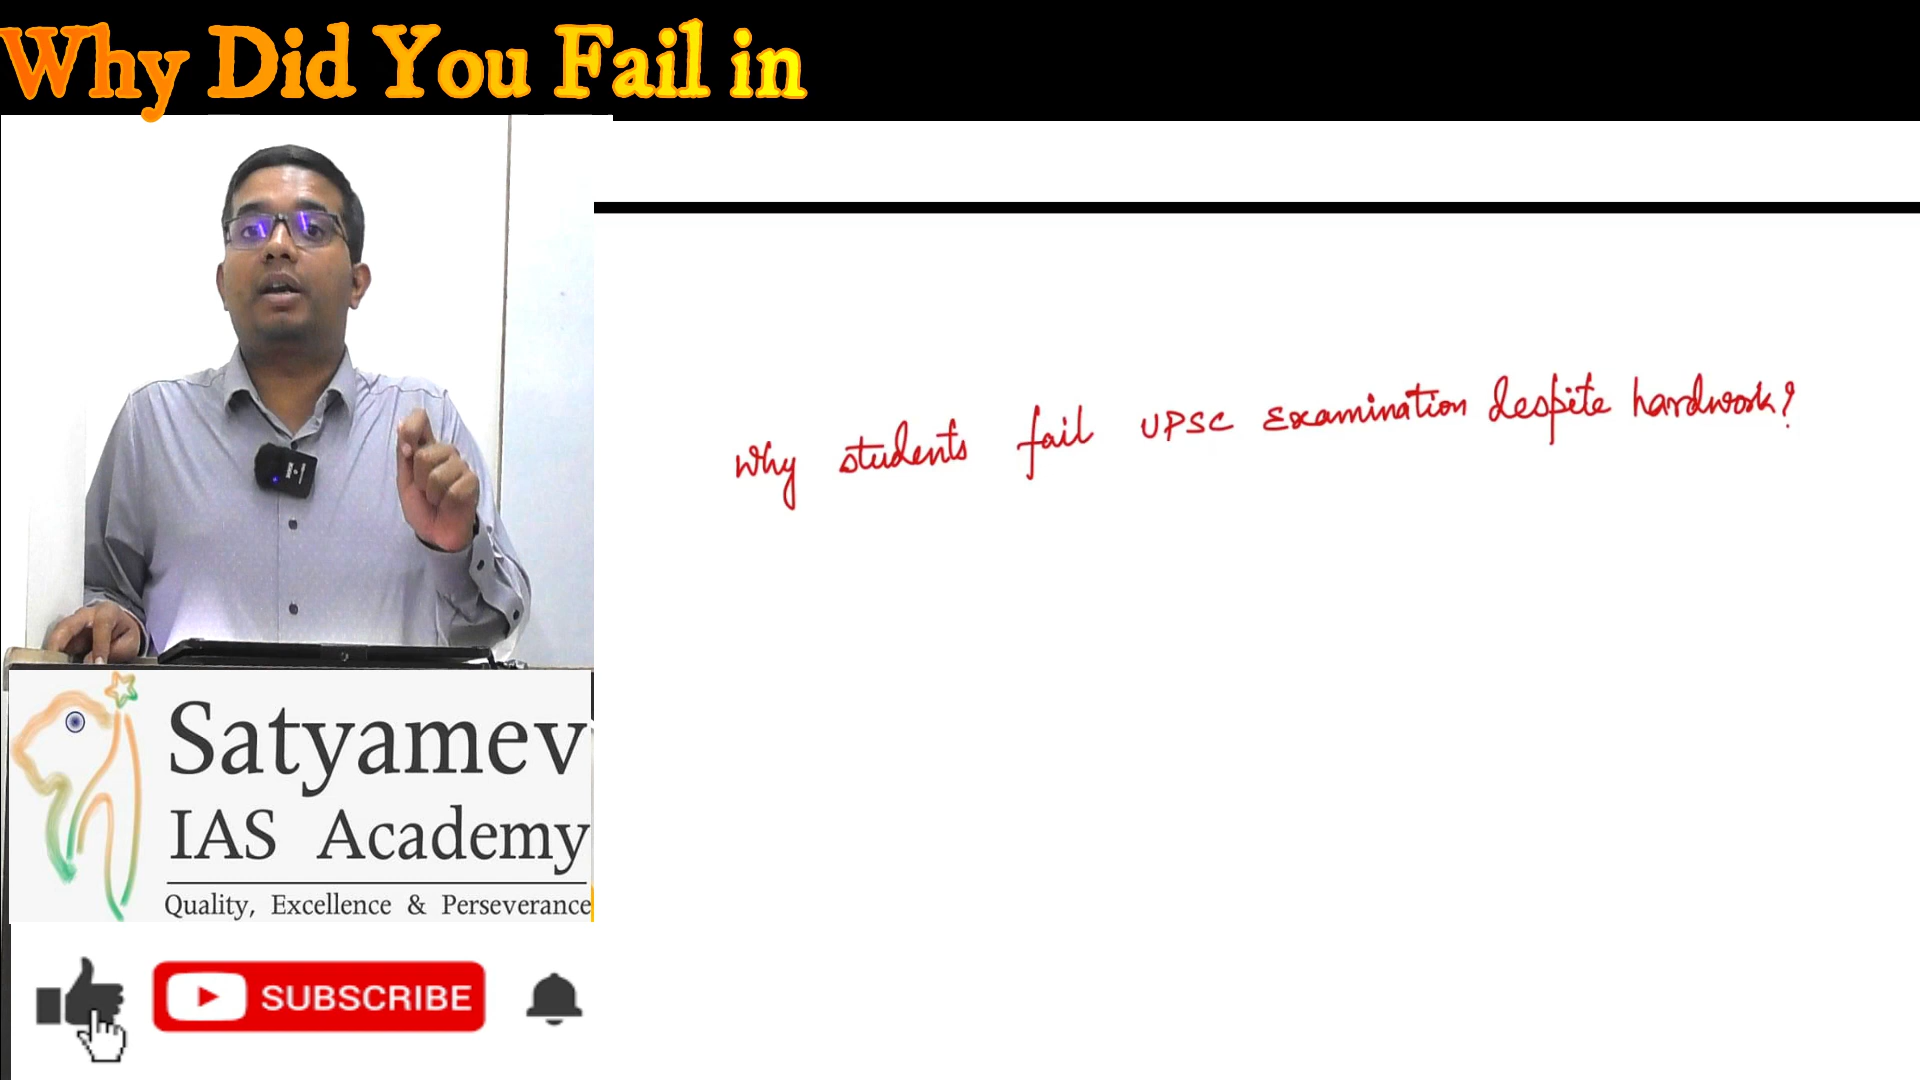 Why Did You Fail in
Why students fail UPSC Examination despite hardwork?
Satyamev
IAS Academy
Quality, Excellence & Perseverance
SUBSCRIBE